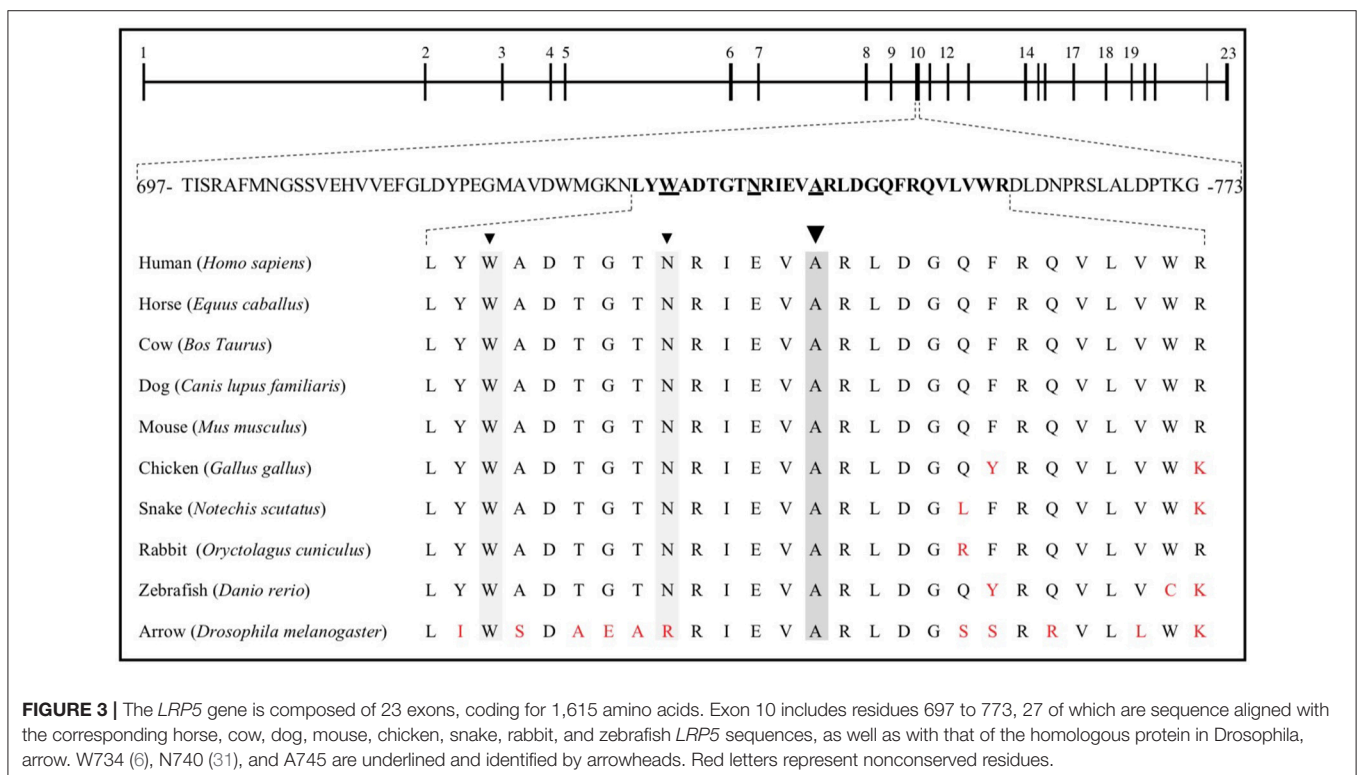 1 2 3 4 5 6 7 8 9 10 12 14 17 18 19 23
697- TISRAFMNGSSVEHVVEFGLDYPEGMAVDWMGKNLYWADTGTNRIEVARLDGQFRQVLVWRDLDNPRSLALDPTKG -773
Human (Homo sapiens) L Y W A D T G T N R I E V A R L D G Q F R Q V L V W R
Horse (Equus caballus) L Y W A D T G T N R I E V A R L D G Q F R Q V L V W R
Cow (Bos Taurus) L Y W A D T G T N R I E V A R L D G Q F R Q V L V W R
Dog (Canis lupus familiaris) L Y W A D T G T N R I E V A R L D G Q F R Q V L V W R
Mouse (Mus musculus) L Y W A D T G T N R I E V A R L D G Q F R Q V L V W R
Chicken (Gallus gallus) L Y W A D T G T N R I E V A R L D G Q Y R Q V L V W K
Snake (Notechis scutatus) L Y W A D T G T N R I E V A R L D G L F R Q V L V W K
Rabbit (Oryctolagus cuniculus) L Y W A D T G T N R I E V A R L D G R F R Q V L V W R
Zebrafish (Danio rerio) L Y W A D T G T N R I E V A R L D G Q Y R Q V L V C K
Arrow (Drosophila melanogaster) L I W S D A E A R R I E V A R L D G S S R R V L L W K
FIGURE 3 | The LRP5 gene is composed of 23 exons, coding for 1,615 amino acids. Exon 10 includes residues 697 to 773, 27 of which are sequence aligned with
the corresponding horse, cow, dog, mouse, chicken, snake, rabbit, and zebrafish LRP5 sequences, as well as with that of the homologous protein in Drosophila,
arrow. W734 (6), N740 (31), and A745 are underlined and identified by arrowheads. Red letters represent nonconserved residues.